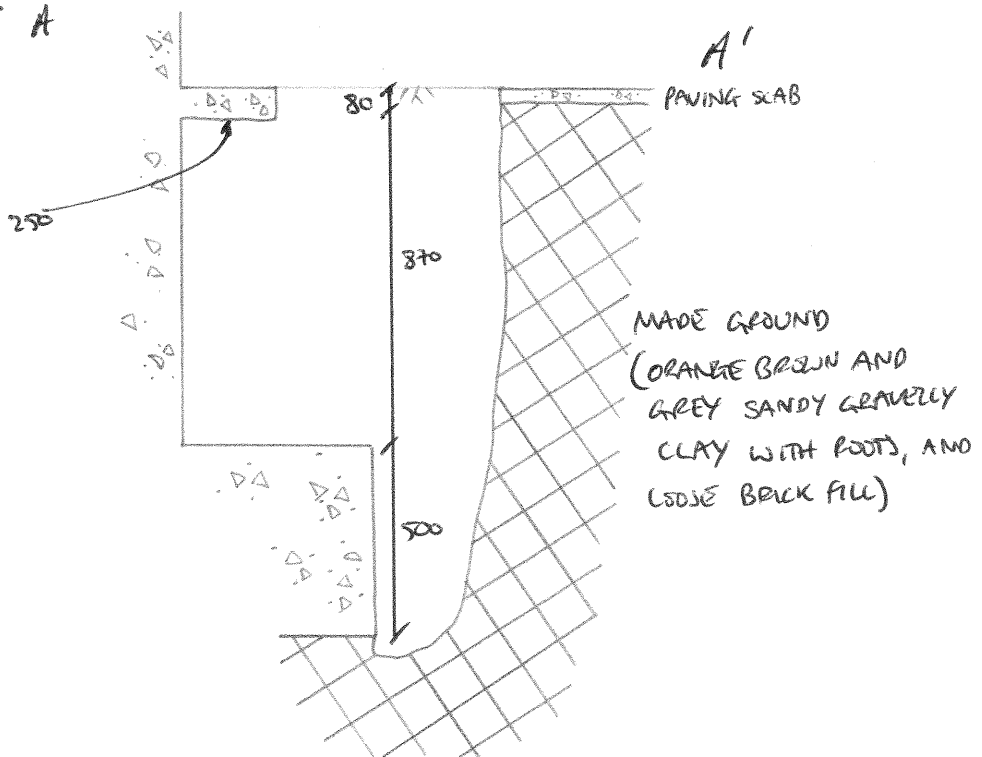 A
A'
PAVING SLAB
80
250
870
MADE GROUND
(ORANGE BROWN AND
GREY SANDY GRAVELLY
CLAY WITH ROOTS, AND
LOOSE BRICK FILL)
500